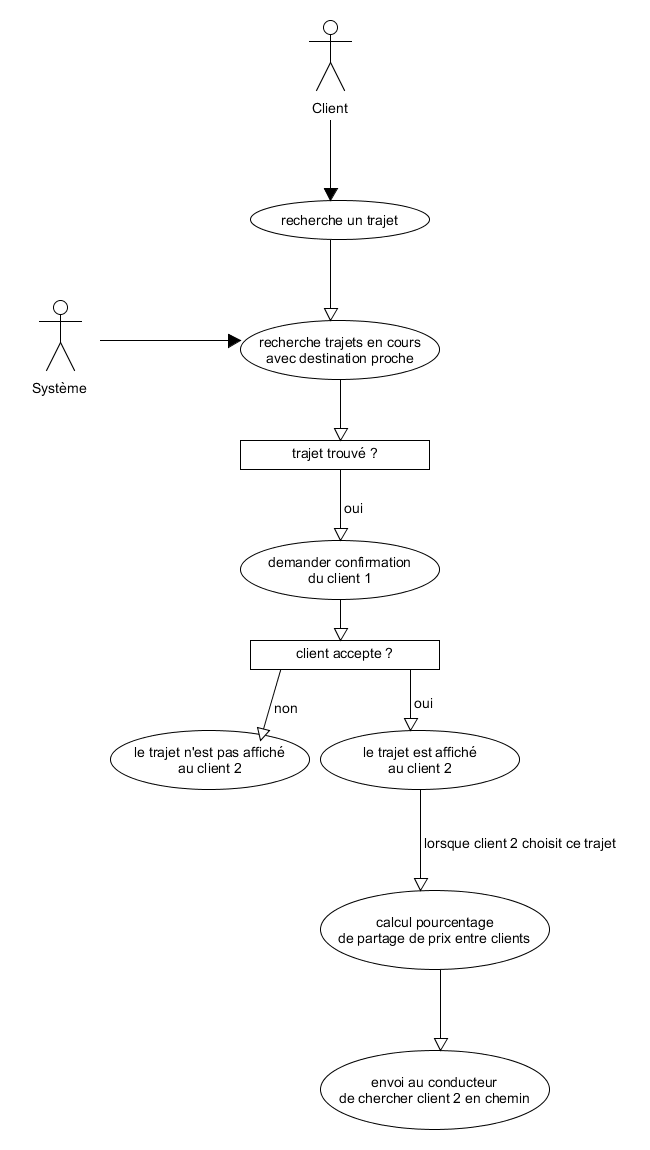 Client
recherche un trajet
Système
recherche trajets en cours
avec destination proche
trajet trouvé ?
oui
demander confirmation
du client 1
client accepte ?
non
oui
le trajet n'est pas affiché
au client 2
le trajet est affiché
au client 2
lorsque client 2 choisit ce trajet
calcul pourcentage
de partage de prix entre clients
envoi au conducteur
de chercher client 2 en chemin